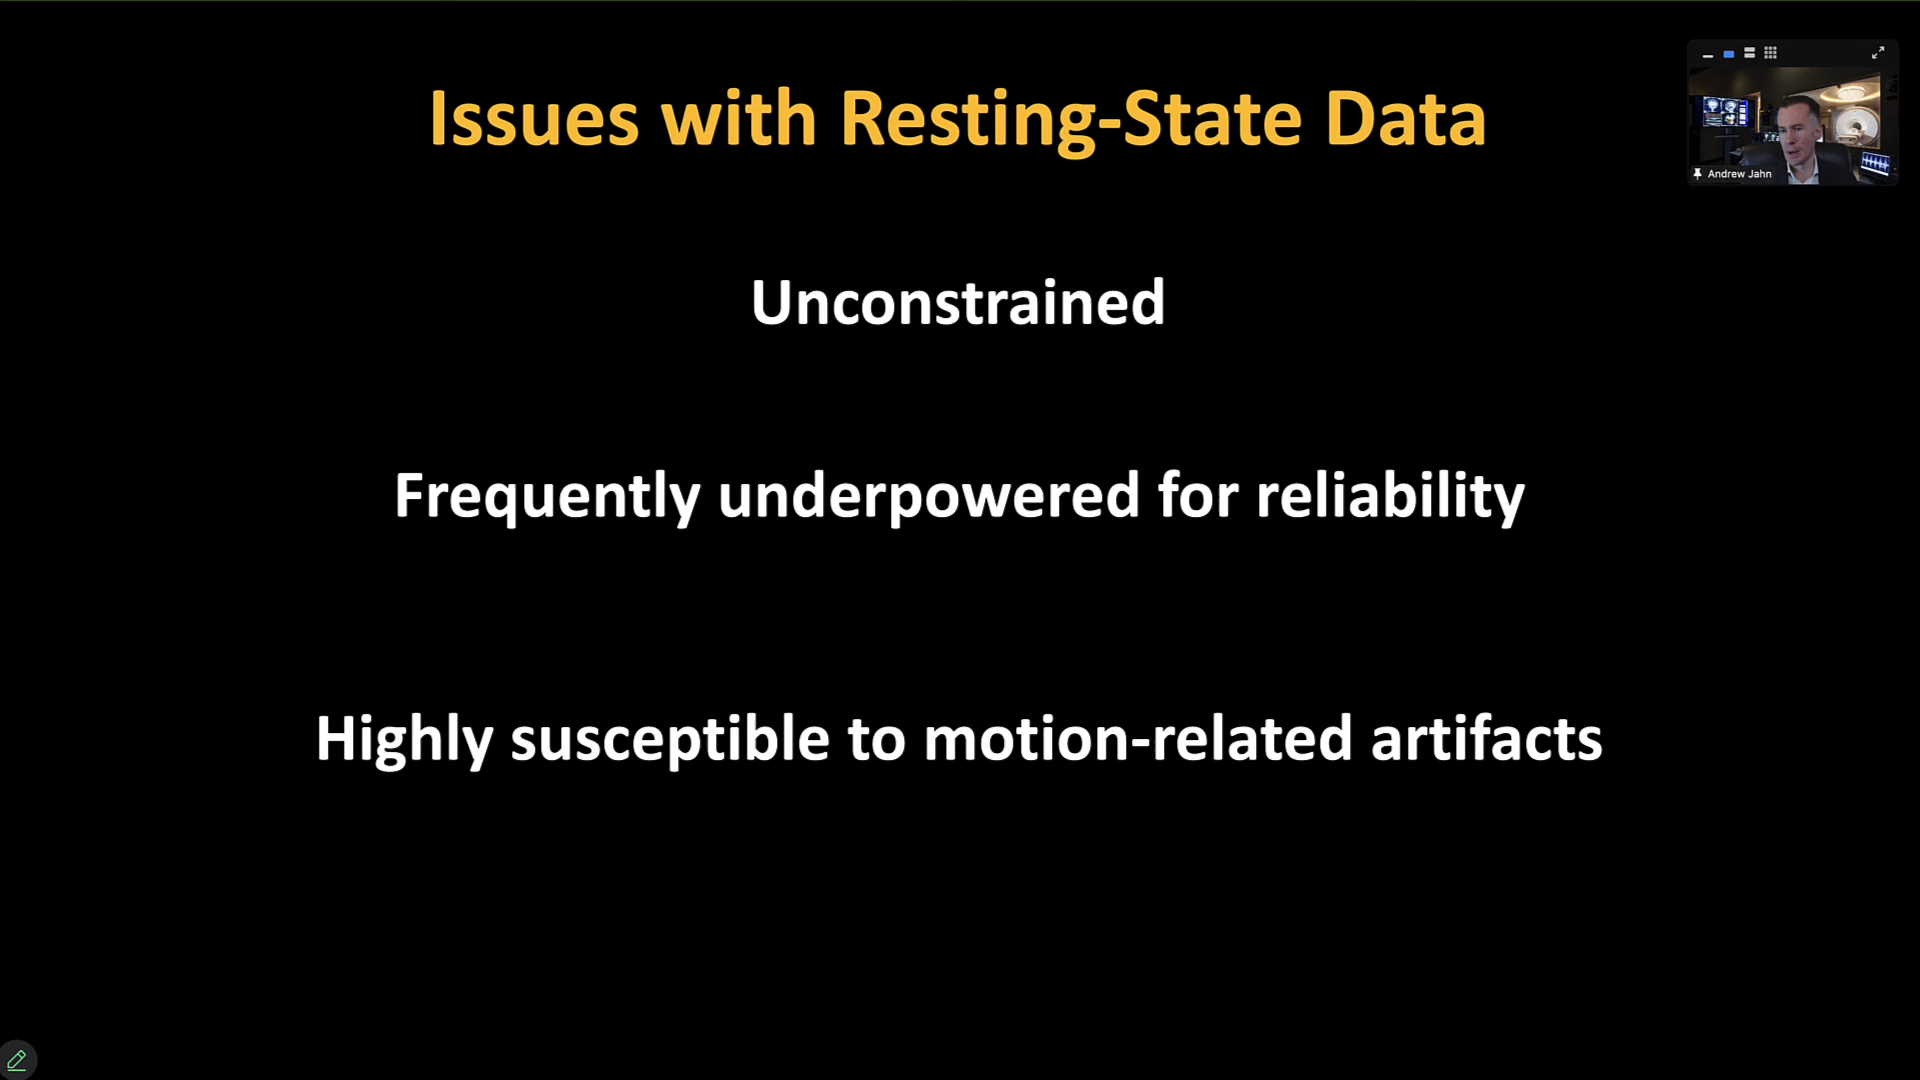 Issues with Resting-State Data
Andrew Jahn
Unconstrained
Frequently underpowered for reliability
Highly susceptible to motion-related artifacts